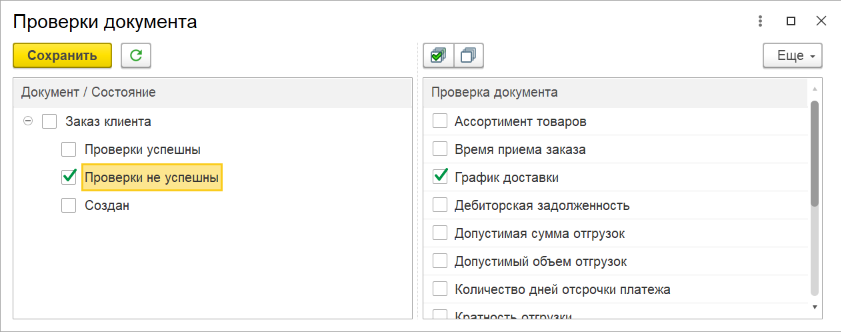 Проверки документа
Сохранить
Еще
Документ / Состояние
Заказ клиента
Проверки успешны
Проверки не успешны
Создан
Проверка документа
Ассортимент товаров
Время приема заказа
График доставки
Дебиторская задолженность
Допустимая сумма отгрузок
Допустимый объем отгрузок
Количество дней отсрочки платежа
Кратность отгрузки